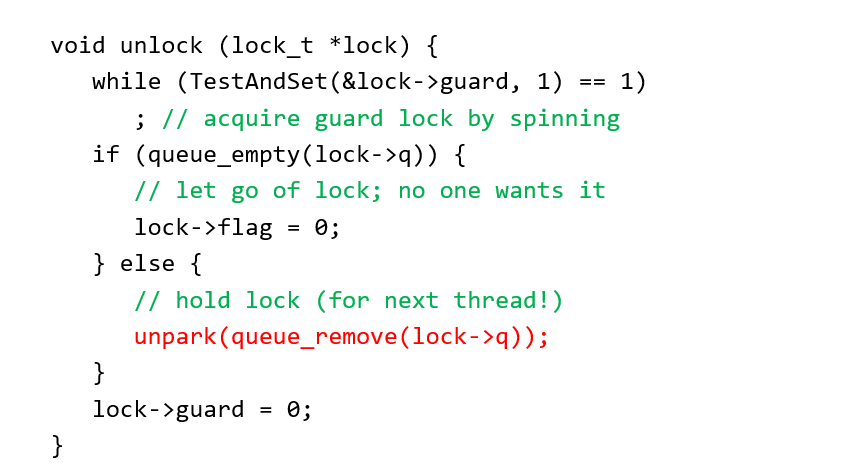 void unlock (lock_t *lock) {
   while (TestAndSet(&lock->guard, 1) == 1)
      ; // acquire guard lock by spinning
   if (queue_empty(lock->q)) {
      // let go of lock; no one wants it
      lock->flag = 0;
   } else {
      // hold lock (for next thread!)
      unpark(queue_remove(lock->q));
   }
   lock->guard = 0;
}